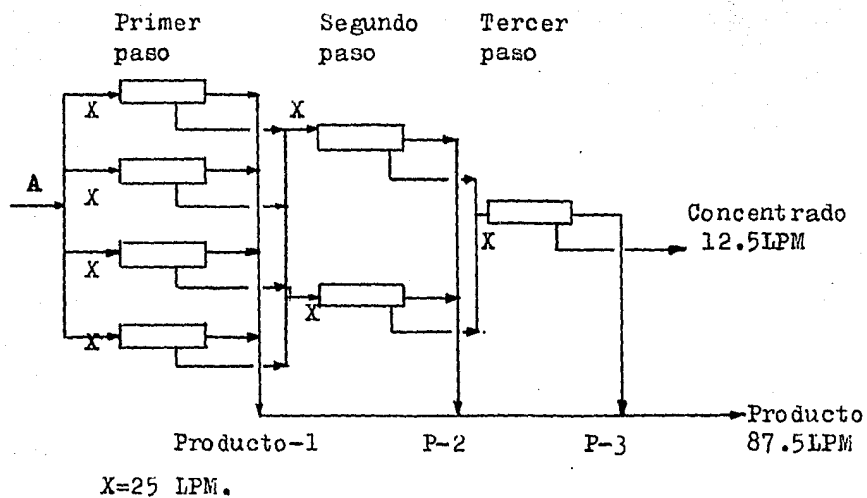 Primer
paso
Segundo
paso
Tercer
paso
X
X
A
X
X
X
X
X
Concentrado
12.5LPM
Producto-1
P-2
P-3
Producto
87.5LPM
X=25 LPM.